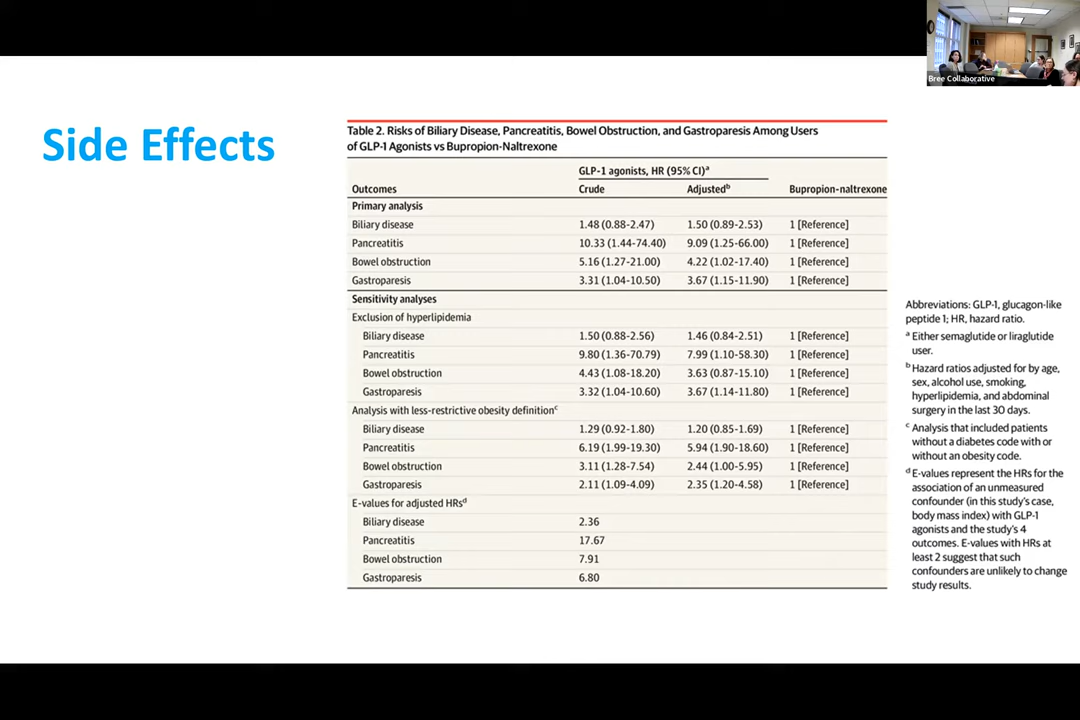 Bree Collaborative
Side Effects
Table 2. Risks of Biliary Disease, Pancreatitis, Bowel Obstruction, and Gastroparesis Among Users
of GLP-1 Agonists vs Bupropion-Naltrexone
GLP-1 agonists, HR (95% CI)a
Outcomes Crude Adjustedb Bupropion-naltrexone
Primary analysis
Biliary disease 1.48 (0.88-2.47) 1.50 (0.89-2.53) 1 [Reference]
Pancreatitis 10.33 (1.44-74.40) 9.09 (1.25-66.00) 1 [Reference]
Bowel obstruction 5.16 (1.27-21.00) 4.22 (1.02-17.40) 1 [Reference]
Gastroparesis 3.31 (1.04-10.50) 3.67 (1.15-11.90) 1 [Reference]
Sensitivity analyses
Exclusion of hyperlipidemia
Biliary disease 1.50 (0.88-2.56) 1.46 (0.84-2.51) 1 [Reference]
Pancreatitis 9.80 (1.36-70.79) 7.99 (1.10-58.30) 1 [Reference]
Bowel obstruction 4.43 (1.08-18.20) 3.63 (0.87-15.10) 1 [Reference]
Gastroparesis 3.32 (1.04-10.60) 3.67 (1.14-11.80) 1 [Reference]
Analysis with less-restrictive obesity definitionc
Biliary disease 1.29 (0.92-1.80) 1.20 (0.85-1.69) 1 [Reference]
Pancreatitis 6.19 (1.99-19.30) 5.94 (1.90-18.60) 1 [Reference]
Bowel obstruction 3.11 (1.28-7.54) 2.44 (1.00-5.95) 1 [Reference]
Gastroparesis 2.11 (1.09-4.09) 2.35 (1.20-4.58) 1 [Reference]
E-values for adjusted HRsd
Biliary disease 2.36
Pancreatitis 17.67
Bowel obstruction 7.91
Gastroparesis 6.80
Abbreviations: GLP-1, glucagon-like
peptide 1; HR, hazard ratio.
a Either semaglutide or liraglutide
user.
b Hazard ratios adjusted for by age,
sex, alcohol use, smoking,
hyperlipidemia, and abdominal
surgery in the last 30 days.
c Analysis that included patients
without a diabetes code with or
without an obesity code.
d E-values represent the HRs for the
association of an unmeasured
confounder (in this study's case,
body mass index) with GLP-1
agonists and the study's 4
outcomes. E-values with HRs at
least 2 suggest that such
confounders are unlikely to change
study results.